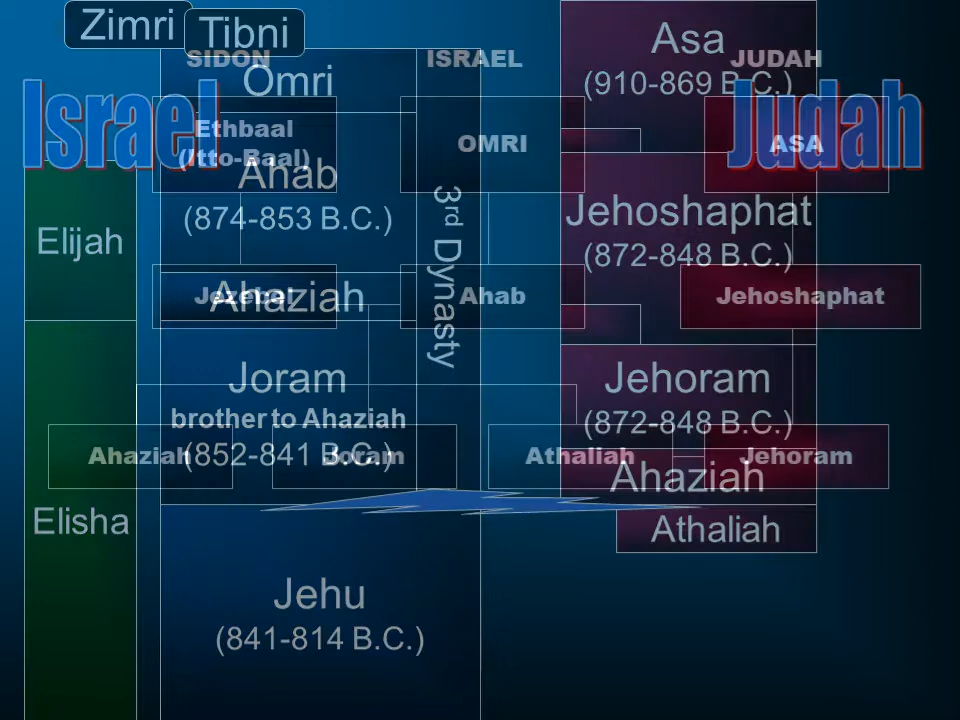 Zimri
Tibni
SIDON
ISRAEL
JUDAH
Israel
Judah
Omri
Asa
(910-869 B.C.)
Ethbaal
(Itto-Baal)
OMRI
ASA
Ahab
(874-853 B.C.)
3rd Dynasty
Jehoshaphat
(872-848 B.C.)
Elijah
Jezebel
Ahaziah
Ahab
Jehoshaphat
Joram
brother to Ahaziah
(852-841 B.C.)
Jehoram
(872-848 B.C.)
Ahaziah
Joram
Athaliah
Jehoram
Ahaziah
Elisha
Athaliah
Jehu
(841-814 B.C.)